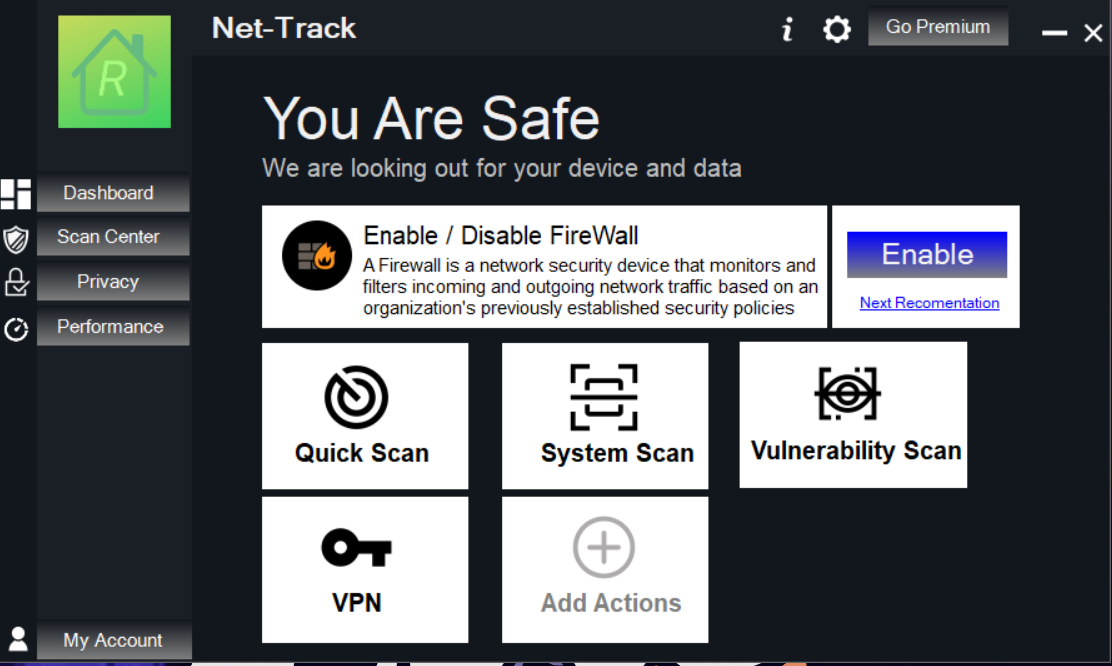 Net-Track
i
Go Premium
R
You Are Safe
We are looking out for your device and data
Dashboard
Scan Center
Privacy
Performance
Enable / Disable FireWall
A Firewall is a network security device that monitors and
filters incoming and outgoing network traffic based on an
organization's previously established security policies
Enable
Next Recomentation
Quick Scan
System Scan
Vulnerability Scan
VPN
Add Actions
My Account